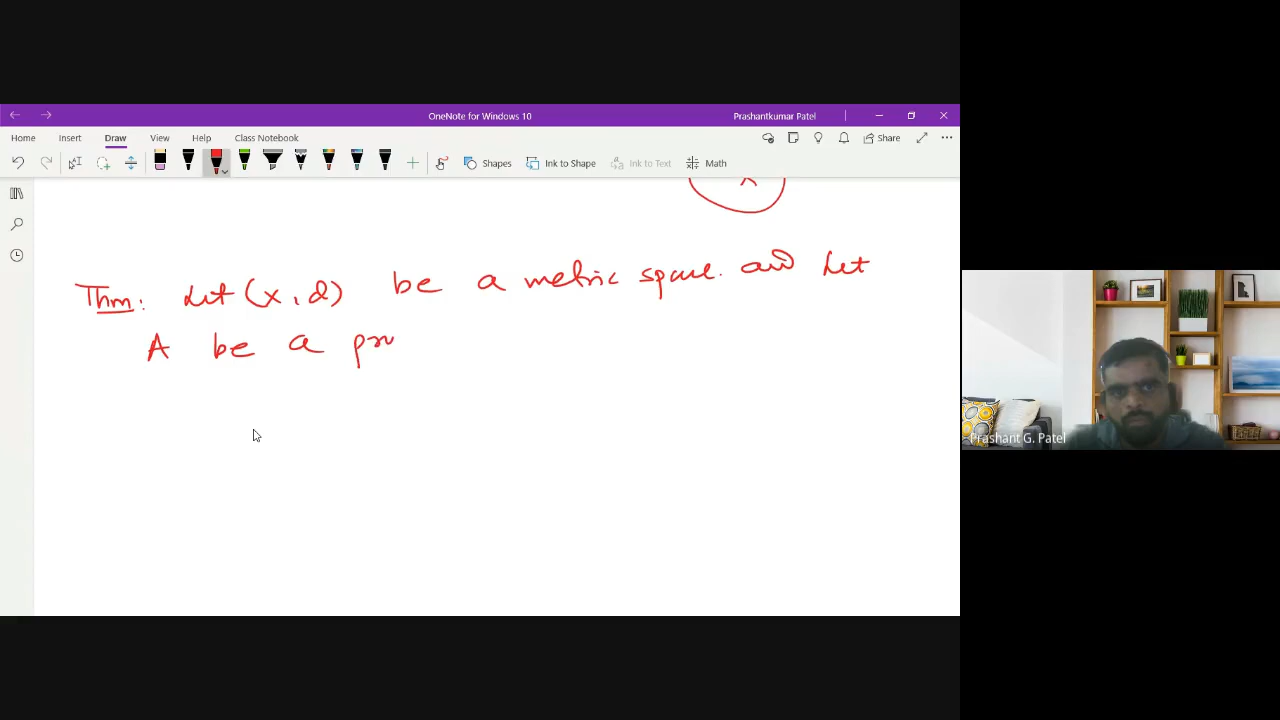 OneNote for Windows 10
Prashantkumar Patel
Home Insert Draw View Help Class Notebook
Share
Shapes Ink to Shape Ink to Text Math
X
Thm: Let (X, d) be a metric space. and Let
A be a pr
Prashant G. Patel